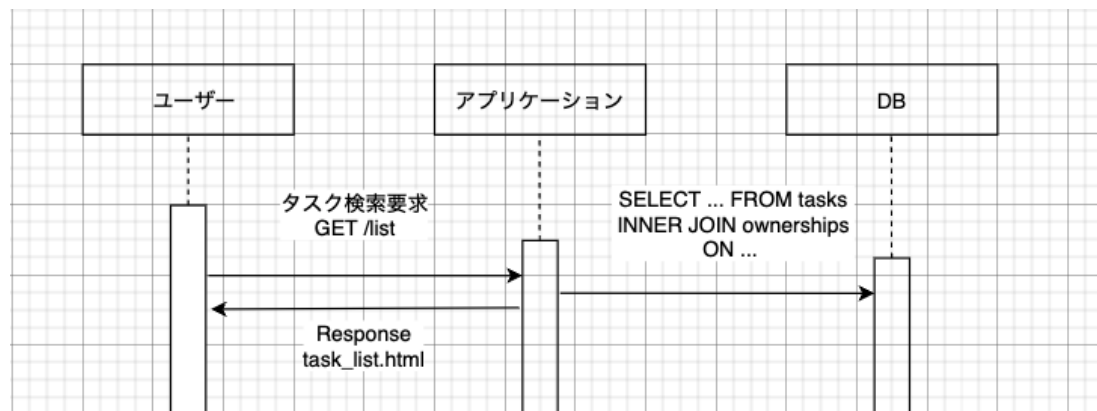 ユーザー
アプリケーション
DB
タスク検索要求
GET /list
SELECT ... FROM tasks
INNER JOIN ownerships
ON ...
Response
task_list.html